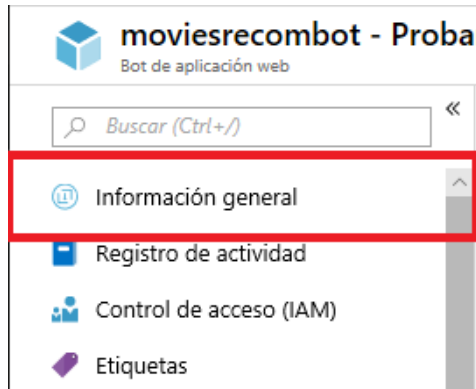 moviesrecombot - Proba
Bot de aplicación web
Buscar (Ctrl+/)
«
Información general
Registro de actividad
Control de acceso (IAM)
Etiquetas